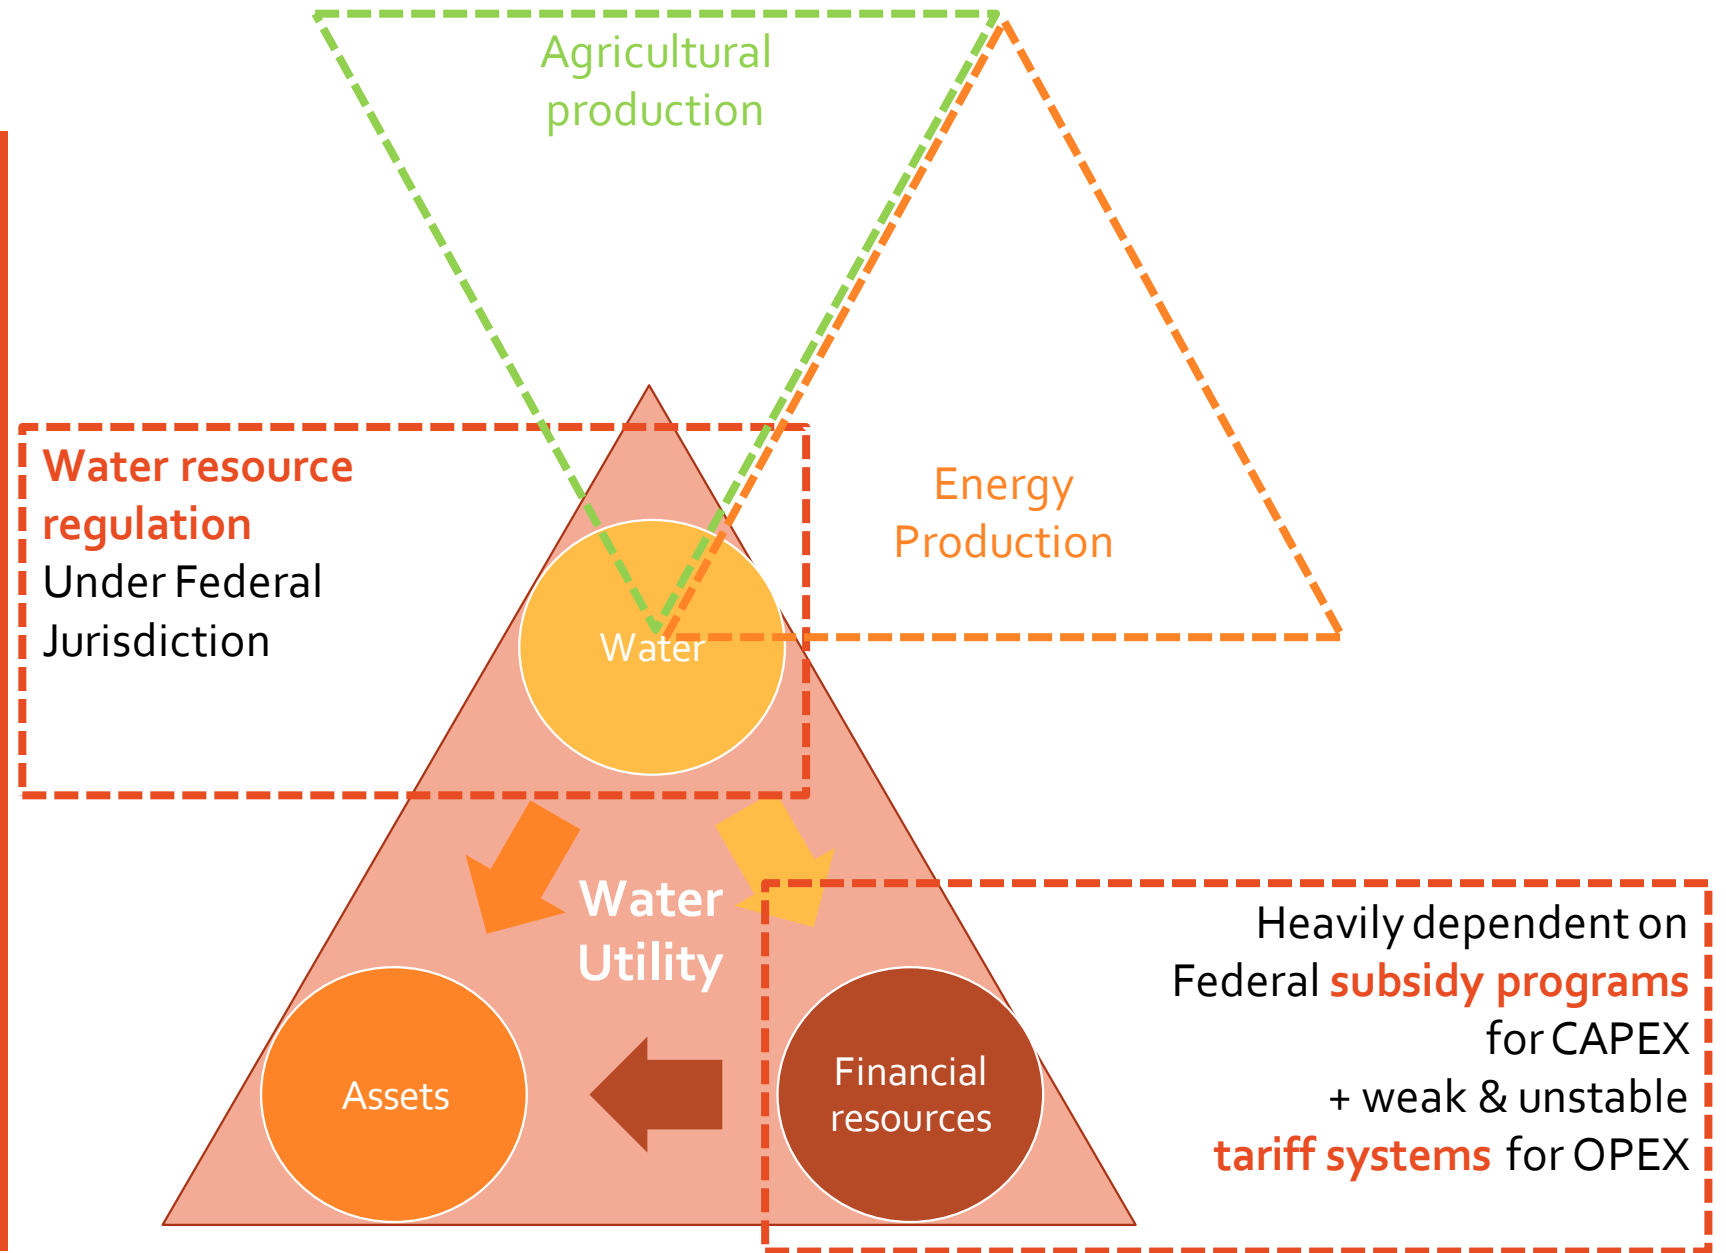 Agricultural
production
Water resource
regulation
Under Federal
Jurisdiction
Energy
Production
Water
Water
Utility
Assets
Financial
resources
Heavily dependent on
Federal subsidy programs
for CAPEX
+ weak & unstable
tariff systems for OPEX